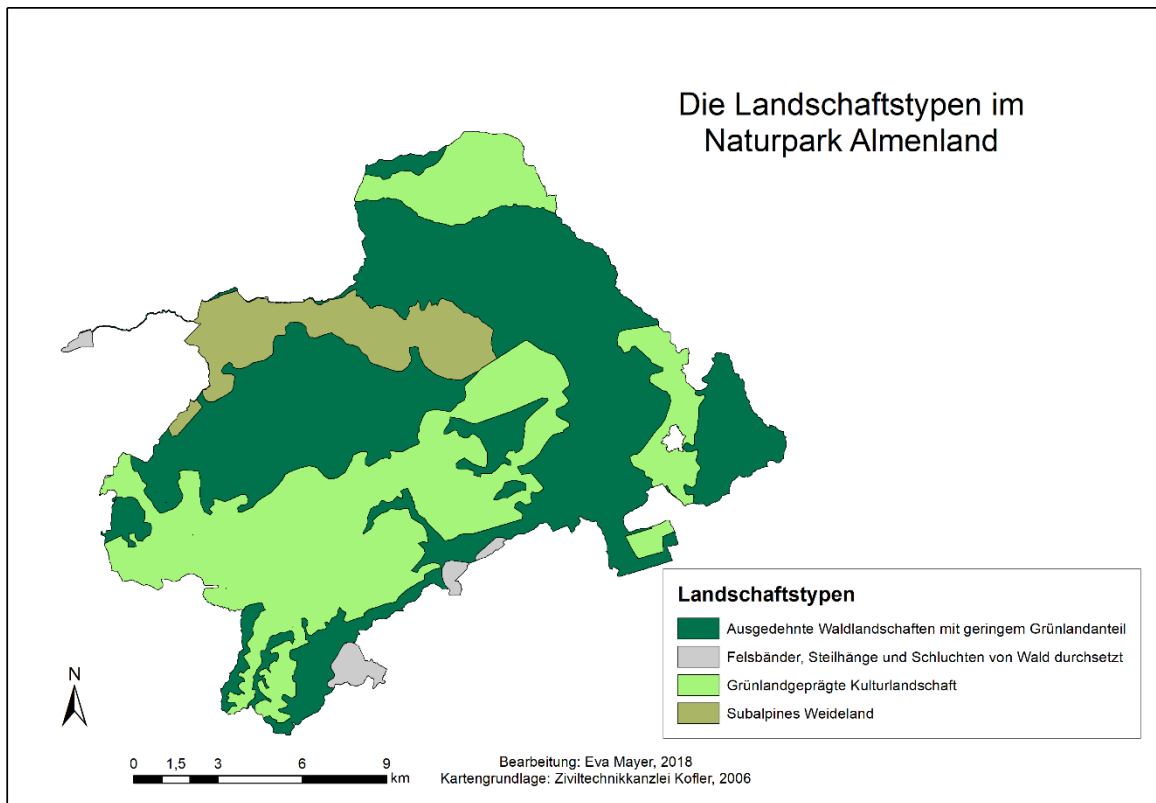 Die Landschaftstypen im
Naturpark Almenland
Landschaftstypen
Ausgedehnte Waldlandschaften mit geringem Grünlandanteil
Felsbänder, Steilhänge und Schluchten von Wald durchsetzt
Grünlandgeprägte Kulturlandschaft
Subalpines Weideland
N
0 1,5 3 6 9
km
Bearbeitung: Eva Mayer, 2018
Kartengrundlage: Ziviltechnikkanzlei Kofler, 2006